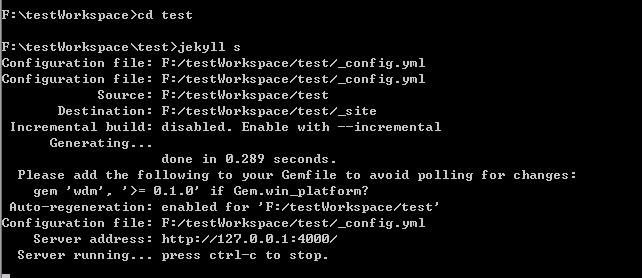 F:\testWorkspace>cd test
F:\testWorkspace\test>jekyll s
Configuration file: F:/testWorkspace/test/_config.yml
Configuration file: F:/testWorkspace/test/_config.yml
Source: F:/testWorkspace/test
Destination: F:/testWorkspace/test/_site
Incremental build: disabled. Enable with --incremental
Generating...
done in 0.289 seconds.
Please add the following to your Gemfile to avoid polling for changes:
gem 'wdm', '>= 0.1.0' if Gem.win_platform?
Auto-regeneration: enabled for 'F:/testWorkspace/test'
Configuration file: F:/testWorkspace/test/_config.yml
Server address: http://127.0.0.1:4000/
Server running... press ctrl-c to stop.